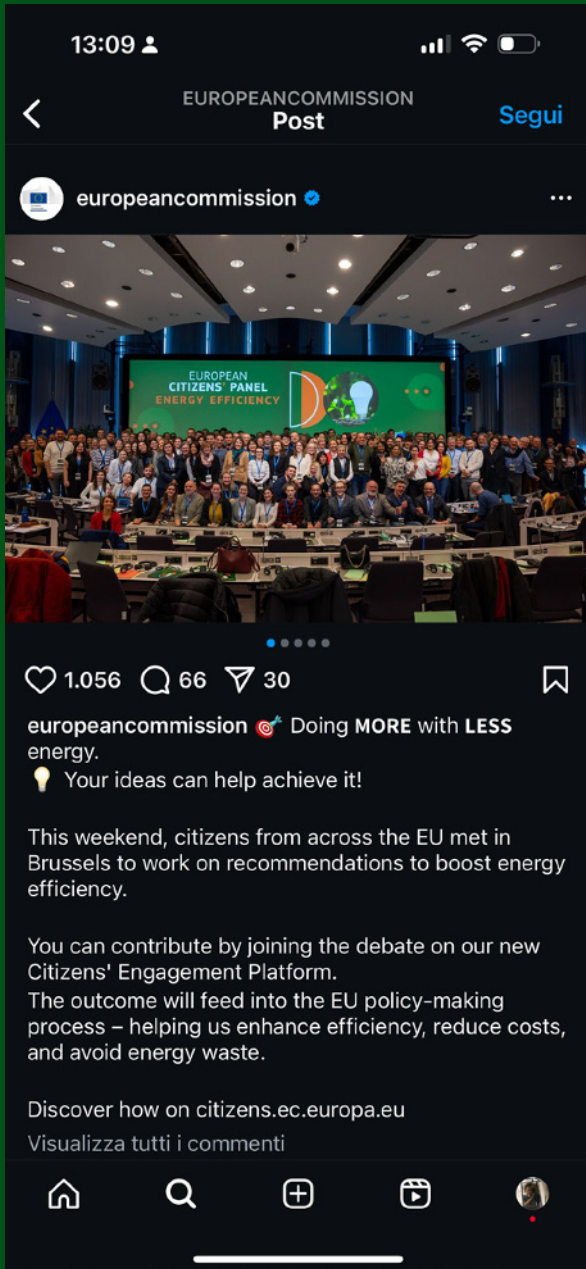 13:09
EUROPEANCOMMISSION
Post
Segui
europeancommission
EUROPEAN
CITIZENS' PANEL
ENERGY EFFICIENCY
1.056 66 30
europeancommission 🎯 Doing MORE with LESS
energy.
💡 Your ideas can help achieve it!
This weekend, citizens from across the EU met in
Brussels to work on recommendations to boost energy
efficiency.
You can contribute by joining the debate on our new
Citizens' Engagement Platform.
The outcome will feed into the EU policy-making
process – helping us enhance efficiency, reduce costs,
and avoid energy waste.
Discover how on citizens.ec.europa.eu
Visualizza tutti i commenti